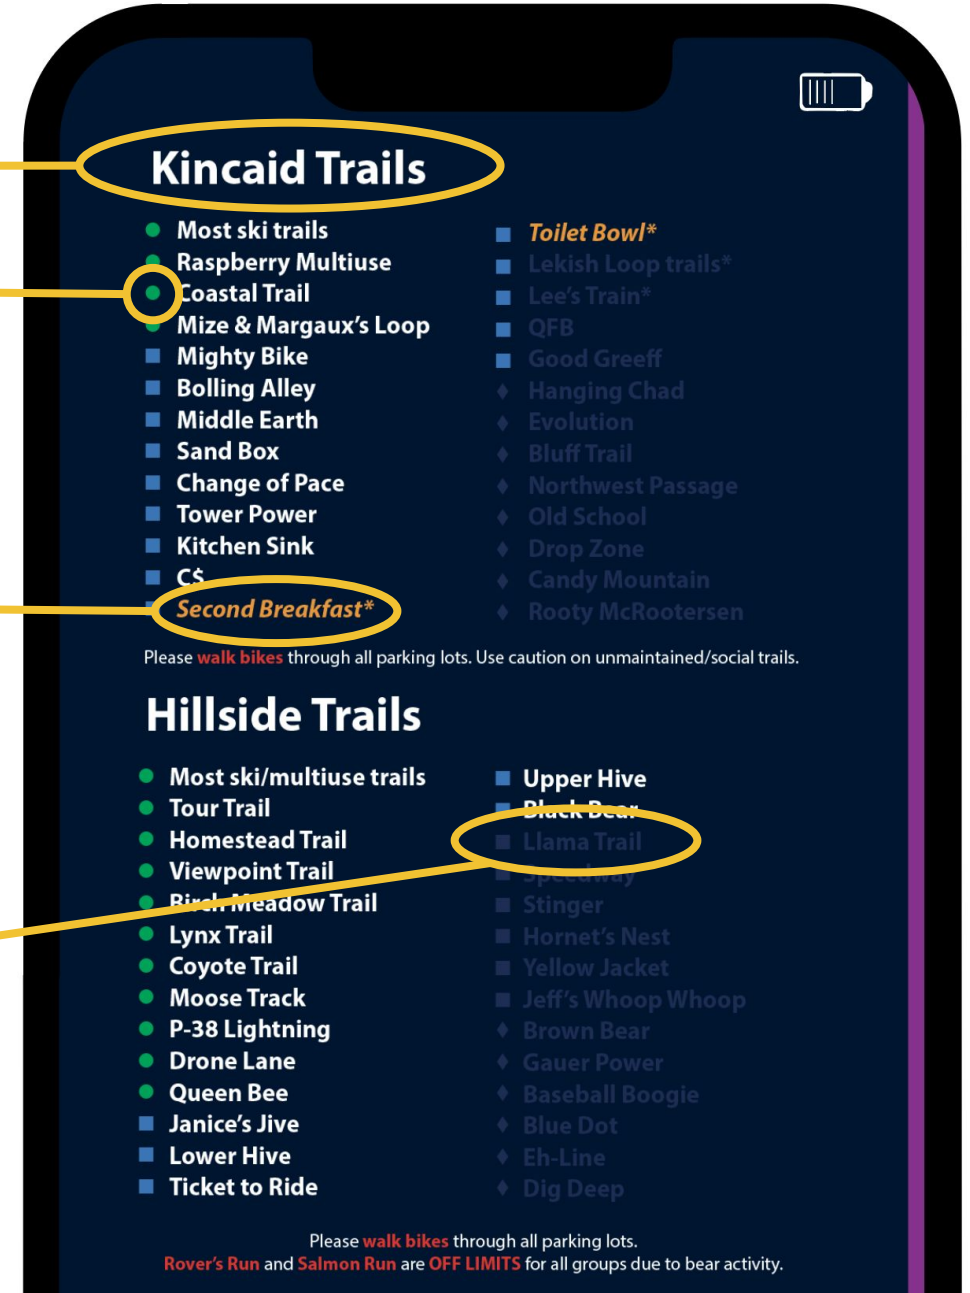 Kincaid Trails
Most ski trails
Raspberry Multiuse
Coastal Trail
Mize & Margaux's Loop
Mighty Bike
Bolling Alley
Middle Earth
Sand Box
Change of Pace
Tower Power
Kitchen Sink
C$
Second Breakfast*
Toilet Bowl*
Lekish Loop trails*
Lee's Train*
QFB
Good Greeff
Hanging Chad
Evolution
Bluff Trail
Northwest Passage
Old School
Drop Zone
Candy Mountain
Rooty McRootersen
Please walk bikes through all parking lots. Use caution on unmaintained/social trails.
Hillside Trails
Most ski/multiuse trails
Tour Trail
Homestead Trail
Viewpoint Trail
Birch Meadow Trail
Lynx Trail
Coyote Trail
Moose Track
P-38 Lightning
Drone Lane
Queen Bee
Janice's Jive
Lower Hive
Ticket to Ride
Upper Hive
Black Bear
Llama Trail
Speedway
Stinger
Hornet's Nest
Yellow Jacket
Jeff's Whoop Whoop
Brown Bear
Gauer Power
Baseball Boogie
Blue Dot
Eh-Line
Dig Deep
Please walk bikes through all parking lots.
Rover's Run and Salmon Run are OFF LIMITS for all groups due to bear activity.